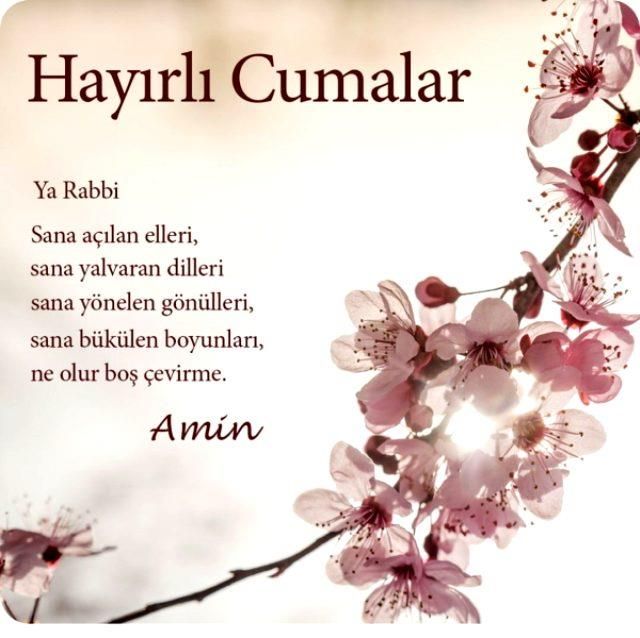 Hayırlı Cumalar
Ya Rabbi
Sana açılan elleri,
sana yalvaran dilleri
sana yönelen gönülleri,
sana bükülen boyunları,
ne olur boş çevirme.
Amin